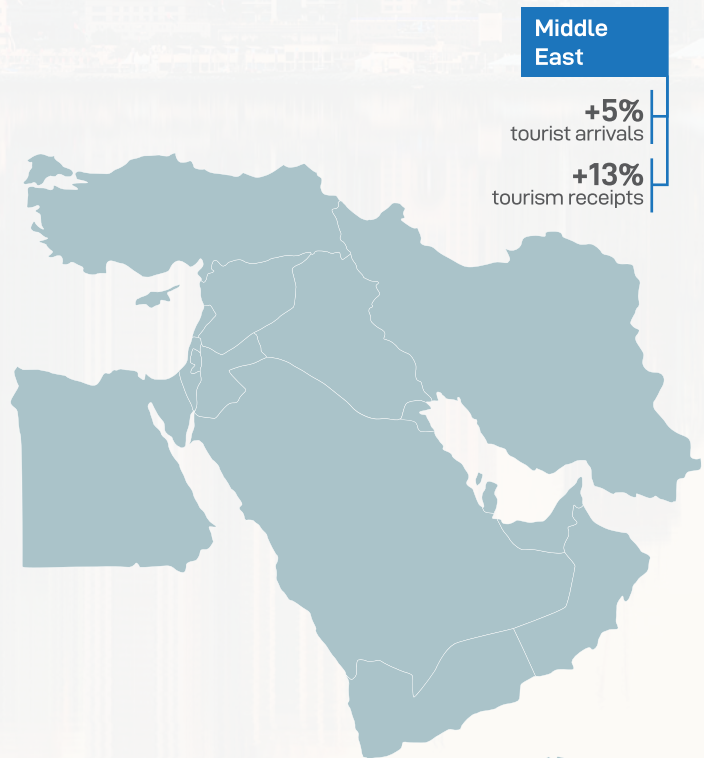 Middle
East
+5%
tourist arrivals
+13%
tourism receipts